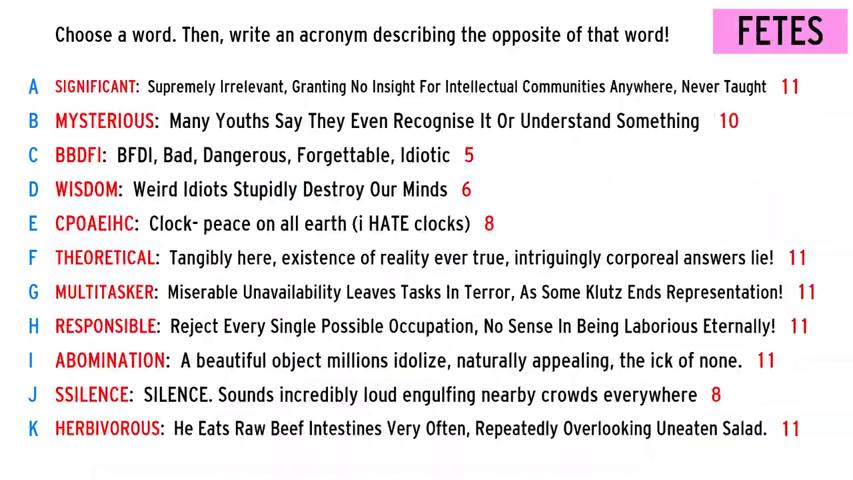 Choose a word. Then, write an acronym describing the opposite of that word!
FETES
A SIGNIFICANT: Supremely Irrelevant, Granting No Insight For Intellectual Communities Anywhere, Never Taught 11
B MYSTERIOUS: Many Youths Say They Even Recognise It Or Understand Something 10
C BBDFI: BFDI, Bad, Dangerous, Forgettable, Idiotic 5
D WISDOM: Weird Idiots Stupidly Destroy Our Minds 6
E CPOAEIHC: Clock- peace on all earth (i HATE clocks) 8
F THEORETICAL: Tangibly here, existence of reality ever true, intriguingly corporeal answers lie! 11
G MULTITASKER: Miserable Unavailability Leaves Tasks In Terror, As Some Klutz Ends Representation! 11
H RESPONSIBLE: Reject Every Single Possible Occupation, No Sense In Being Laborious Eternally! 11
I ABOMINATION: A beautiful object millions idolize, naturally appealing, the ick of none. 11
J SSILENCE: SILENCE. Sounds incredibly loud engulfing nearby crowds everywhere 8
K HERBIVOROUS: He Eats Raw Beef Intestines Very Often, Repeatedly Overlooking Uneaten Salad. 11